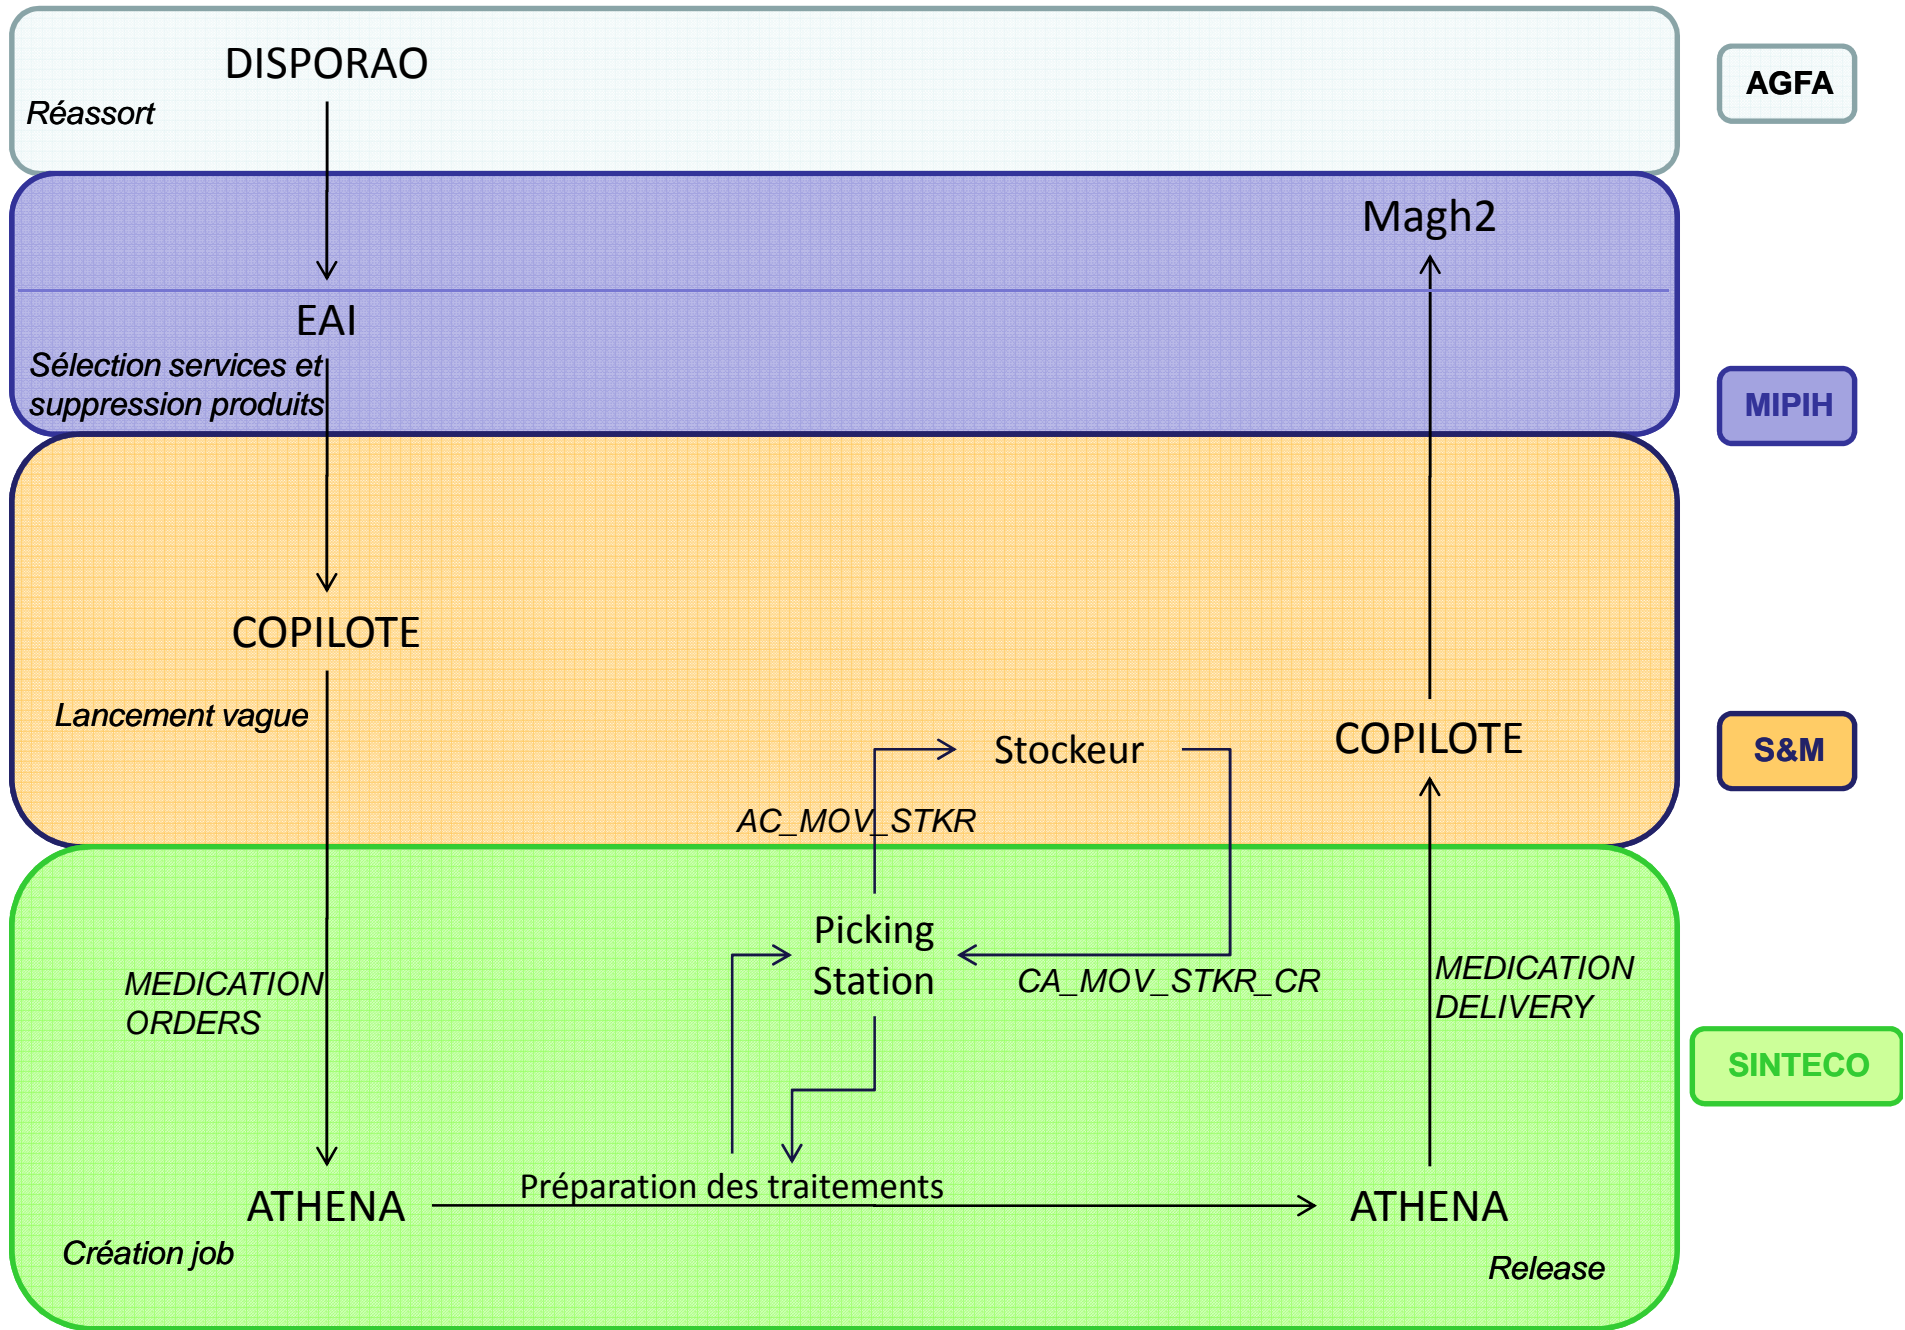 DISPORAO
Réassort
AGFA
Magh2
EAI
Sélection services et
suppression produits
MIPIH
COPILOTE
Lancement vague
Stockeur
COPILOTE
S&M
AC_MOV_STKR
Picking
Station
CA_MOV_STKR_CR
MEDICATION
ORDERS
MEDICATION
DELIVERY
SINTECO
Préparation des traitements
ATHENA
ATHENA
Création job
Release